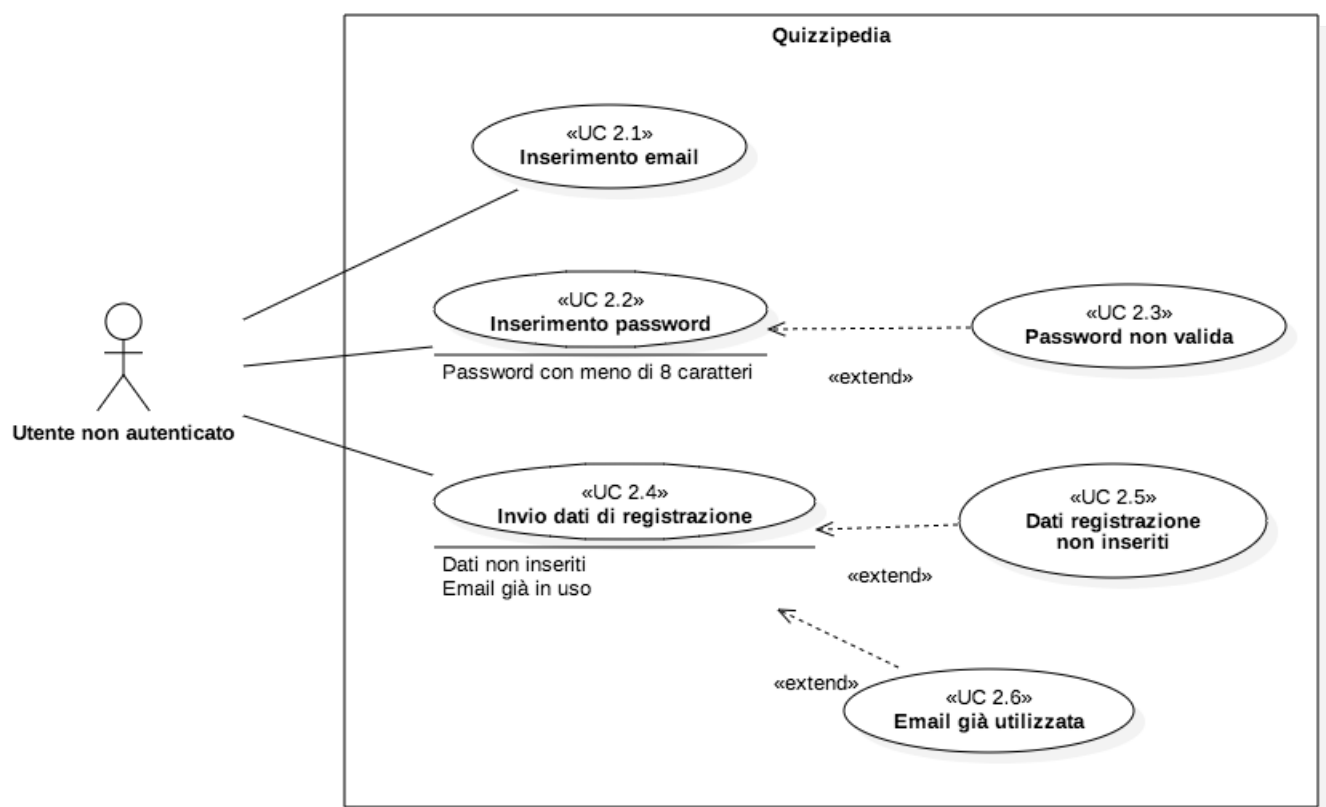 Quizzipedia
«UC 2.1»
Inserimento email
«UC 2.2»
Inserimento password
Password con meno di 8 caratteri
«UC 2.3»
Password non valida
«extend»
Utente non autenticato
«UC 2.4»
Invio dati di registrazione
Dati non inseriti
Email già in uso
«UC 2.5»
Dati registrazione
non inseriti
«extend»
«extend»
«UC 2.6»
Email già utilizzata